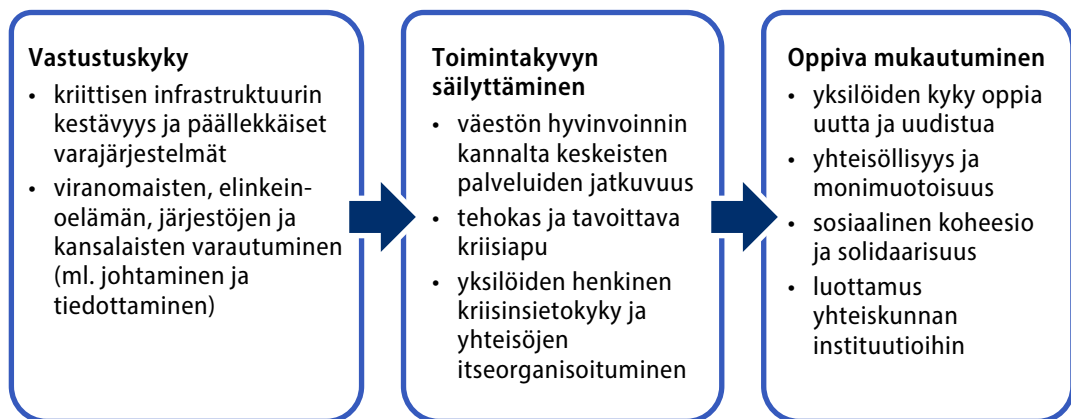 Vastustuskyky
• kriittisen infrastruktuurin
kestävyys ja päällekkäiset
varajärjestelmät
• viranomaisten, elinkein-
oelämän, järjestöjen ja
kansalaisten varautuminen
(ml. johtaminen ja
tiedottaminen)
Toimintakyvyn
säilyttäminen
• väestön hyvinvoinnin
kannalta keskeisten
palveluiden jatkuvuus
• tehokas ja tavoittava
kriisiapu
• yksilöiden henkinen
kriisinsietokyky ja
yhteisöjen
itseorganisoituminen
Oppiva mukautuminen
• yksilöiden kyky oppia
uutta ja uudistua
• yhteisöllisyys ja
monimuotoisuus
• sosiaalinen koheesio
ja solidaarisuus
• luottamus
yhteiskunnan
instituutioihin